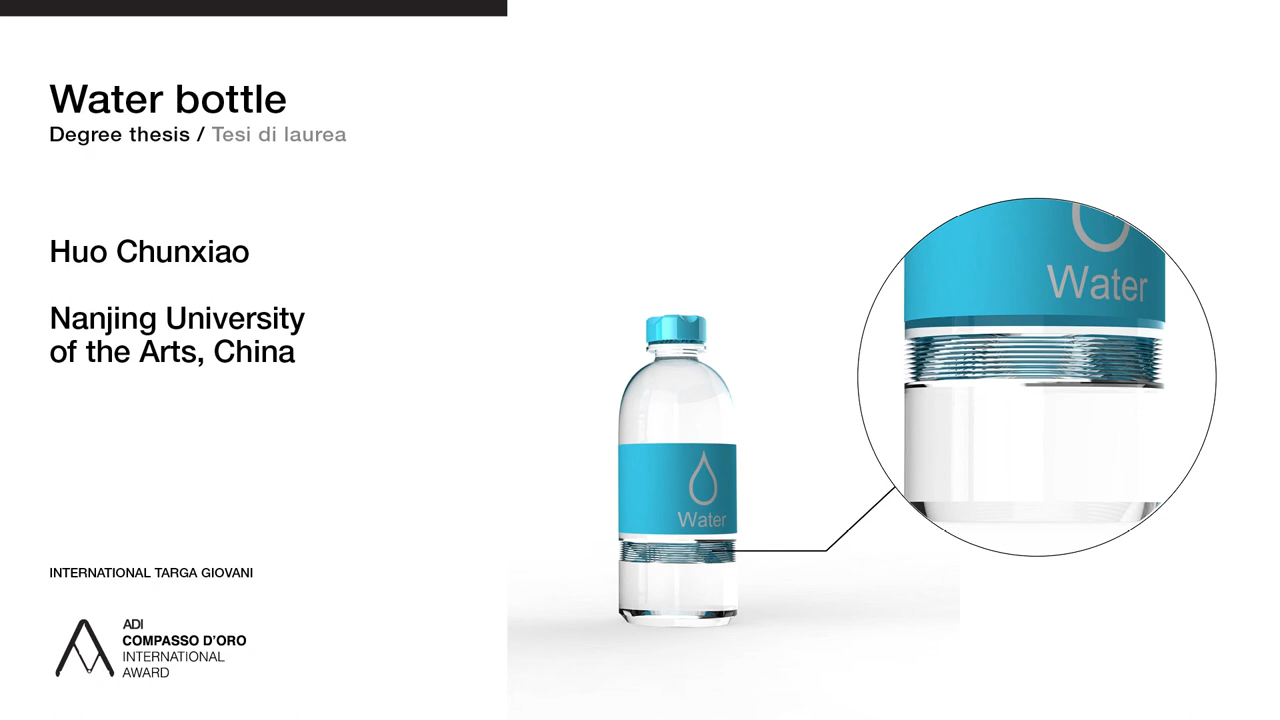 Water bottle
Degree thesis / Tesi di laurea
Huo Chunxiao
Nanjing University
of the Arts, China
INTERNATIONAL TARGA GIOVANI
ADI
COMPASSO D'ORO
INTERNATIONAL
AWARD
Water
Water